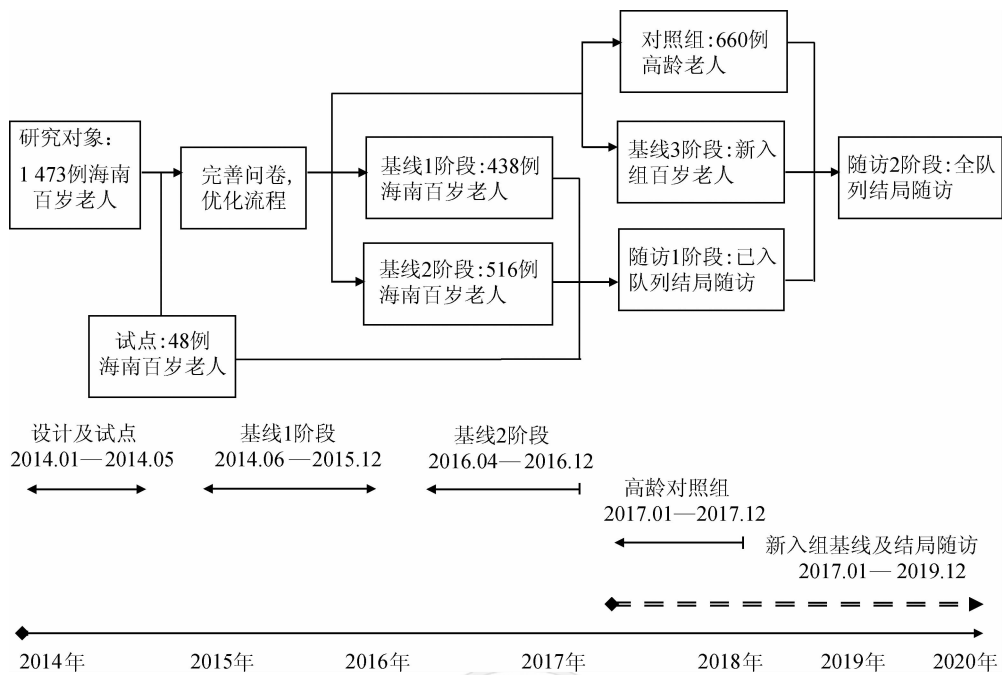 研究对象:
1 473例海南
百岁老人
完善问卷,
优化流程
试点:48例
海南百岁老人
基线1阶段:438例
海南百岁老人
基线2阶段:516例
海南百岁老人
对照组:660例
高龄老人
基线3阶段:新入
组百岁老人
随访1阶段:已入
队列结局随访
随访2阶段:全队
列结局随访
设计及试点
2014.01—2014.05
基线1阶段
2014.06—2015.12
基线2阶段
2016.04—2016.12
高龄对照组
2017.01—2017.12
新入组基线及结局随访
2017.01—2019.12
2014年
2015年
2016年
2017年
2018年
2019年
2020年